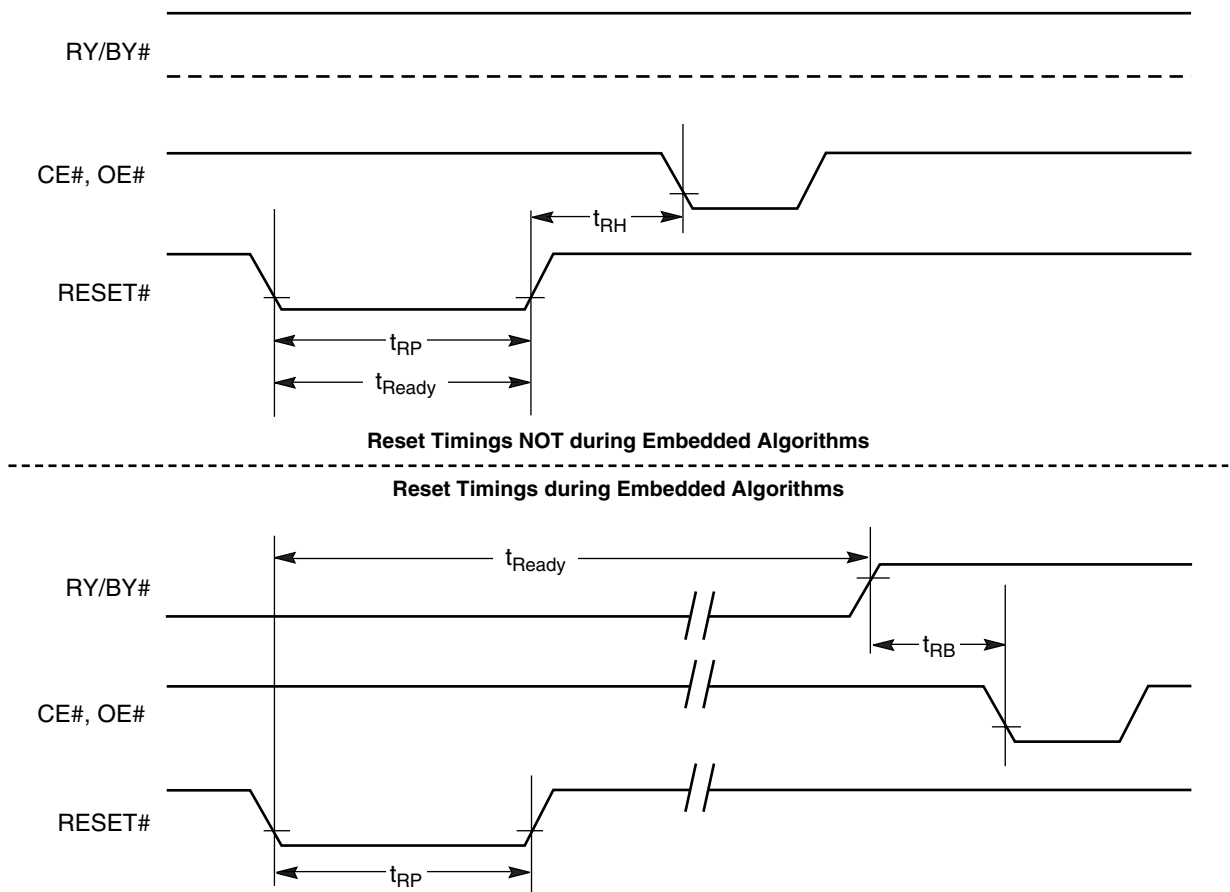 RY/BY#
CE#, OE#
tRH
RESET#
tRP
tReady
Reset Timings NOT during Embedded Algorithms
Reset Timings during Embedded Algorithms
tReady
RY/BY#
tRB
CE#, OE#
RESET#
tRP